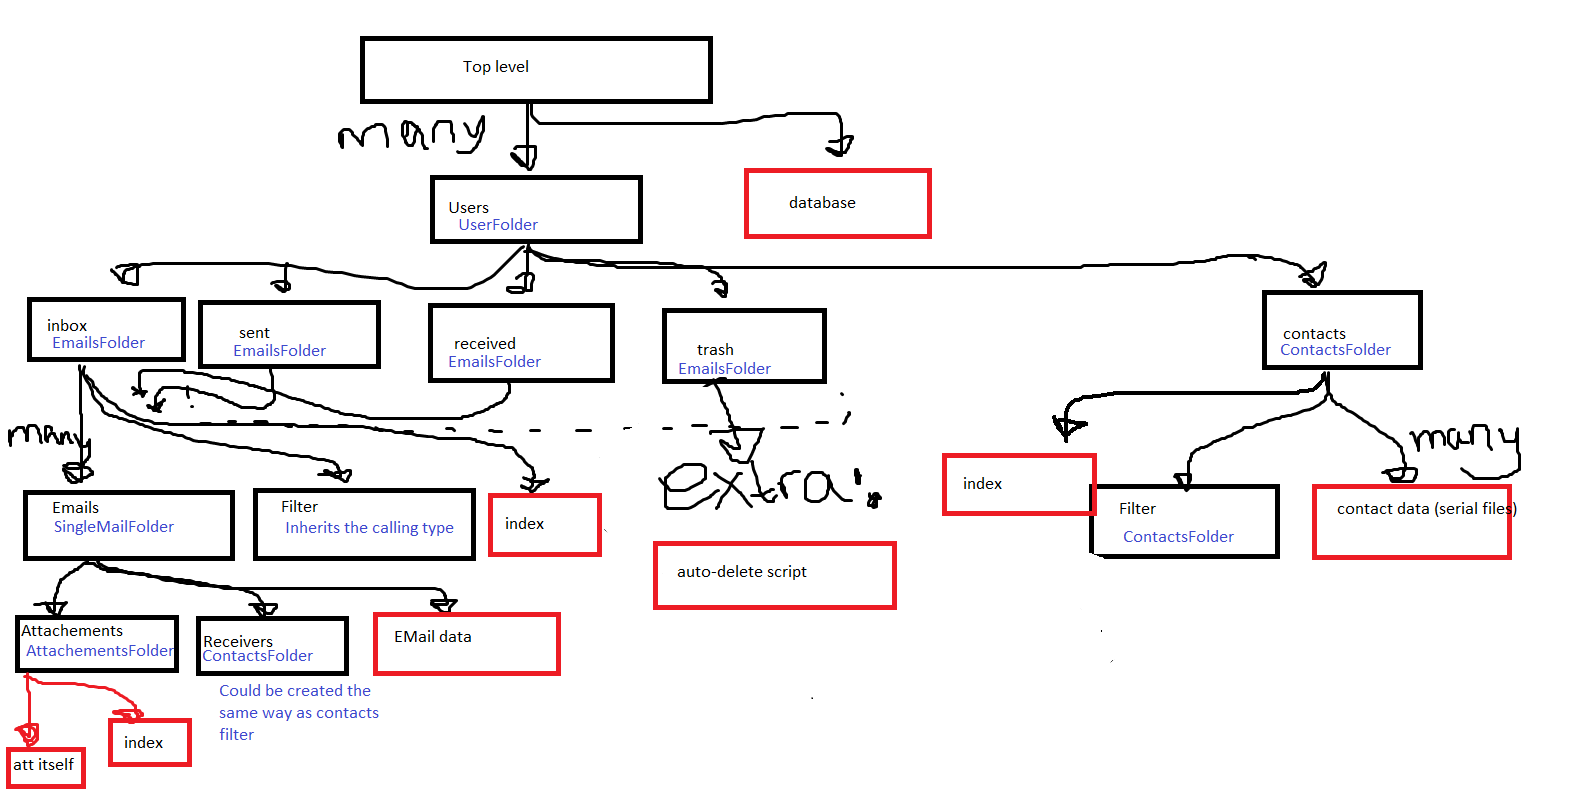 Top level
many
Users
UserFolder
database
inbox
EmailsFolder
sent
EmailsFolder
received
EmailsFolder
trash
EmailsFolder
contacts
ContactsFolder
many
many
Emails
SingleMailFolder
Filter
Inherits the calling type
index
extra's
auto-delete script
index
Filter
ContactsFolder
contact data (serial files)
Attachements
AttachementsFolder
Receivers
ContactsFolder
EMail data
Could be created the
same way as contacts
filter
index
att itself